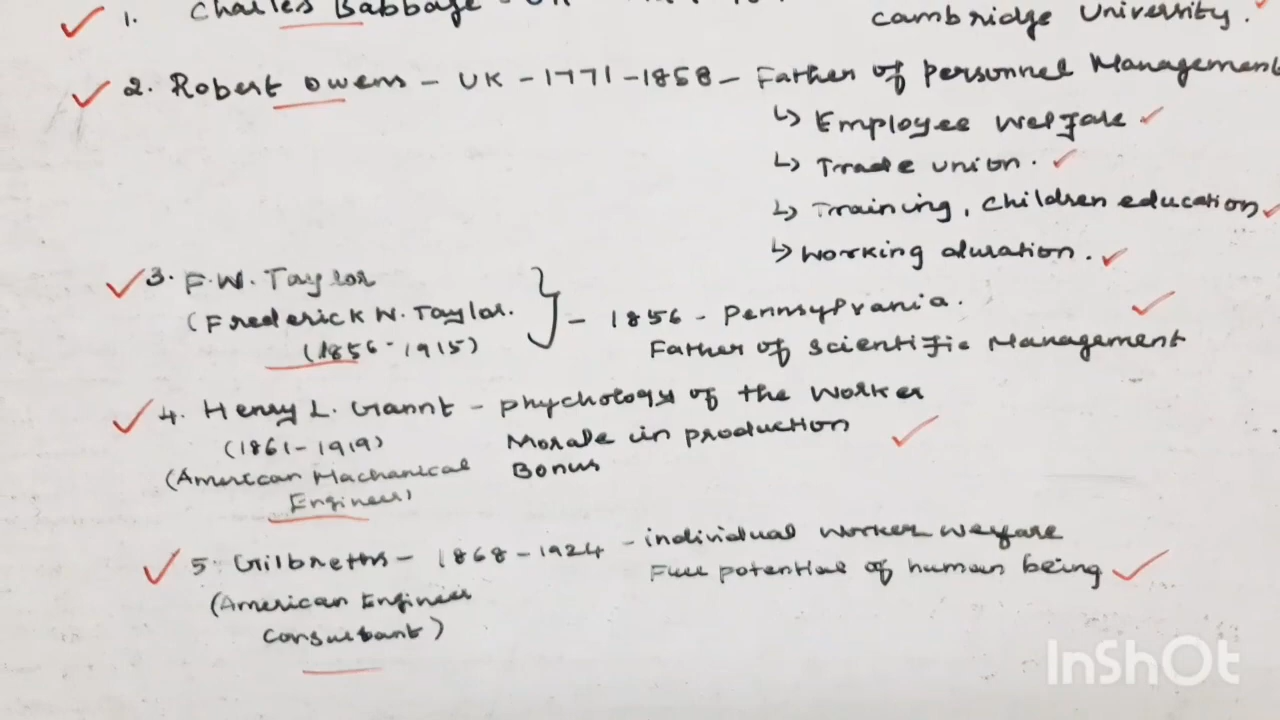 1. Charles Babbage - UK -
Cambridge University.
2. Robert Owens - UK - 1771-1858 - Father of Personnel Management
↳ Employee Welfare
↳ Trade union.
↳ Training, Children education
↳ Working duration.
3. F.W. Taylor
(Frederick W. Taylor.
(1856-1915)
} - 1856 - Pennsylvania.
Father of Scientific Management
4. Henry L. Gannt - Phychology of the Worker
(1861-1919) Morale in production
(American Machanical Bonus
Engineer)
5. Gilbreths - 1868-1924 - individual worker welfare
Full potential of human being
(American Engineer
Consultant)
InShOt